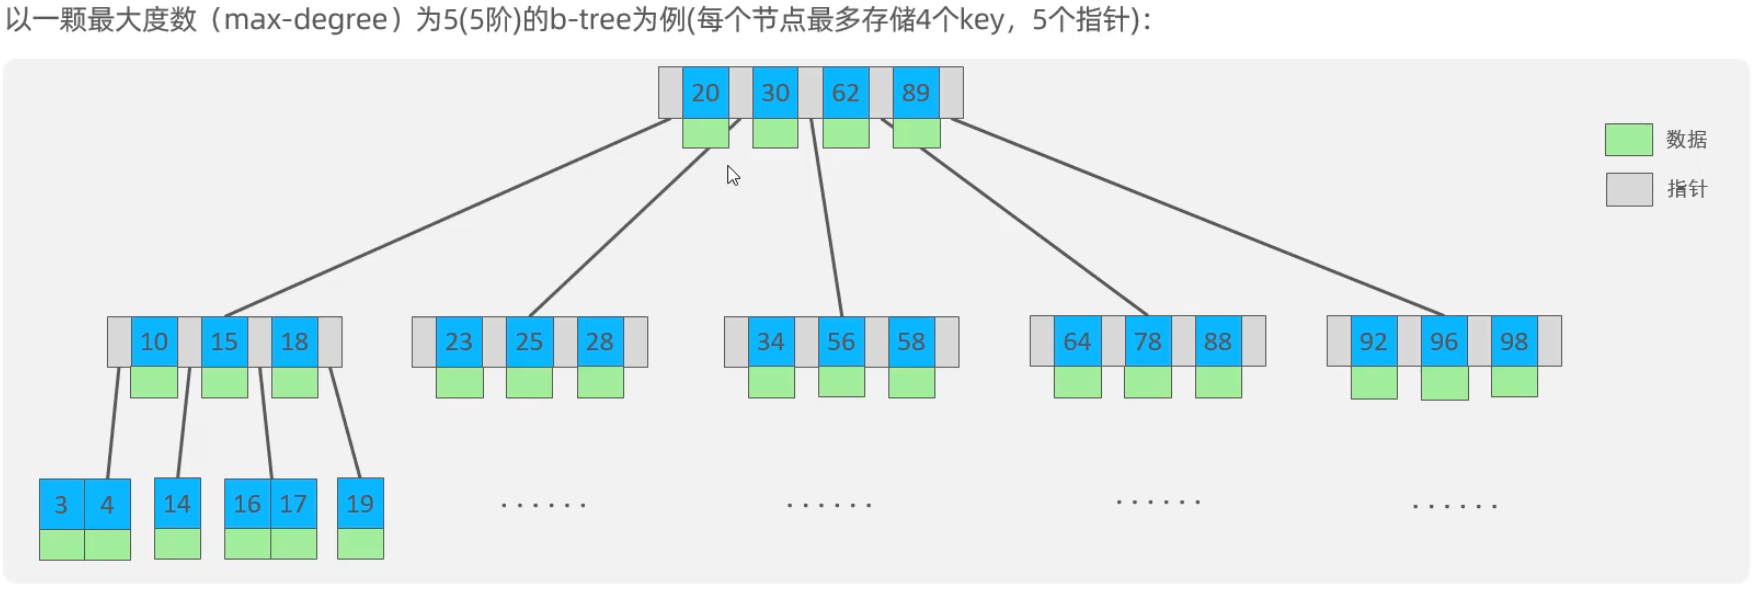 以一颗最大度数（max-degree）为5(5阶)的b-tree为例(每个节点最多存储4个key，5个指针)：
20 30 62 89
数据
指针
10 15 18 23 25 28 34 56 58 64 78 88 92 96 98
3 4 14 16 17 19 ...... ...... ...... ......